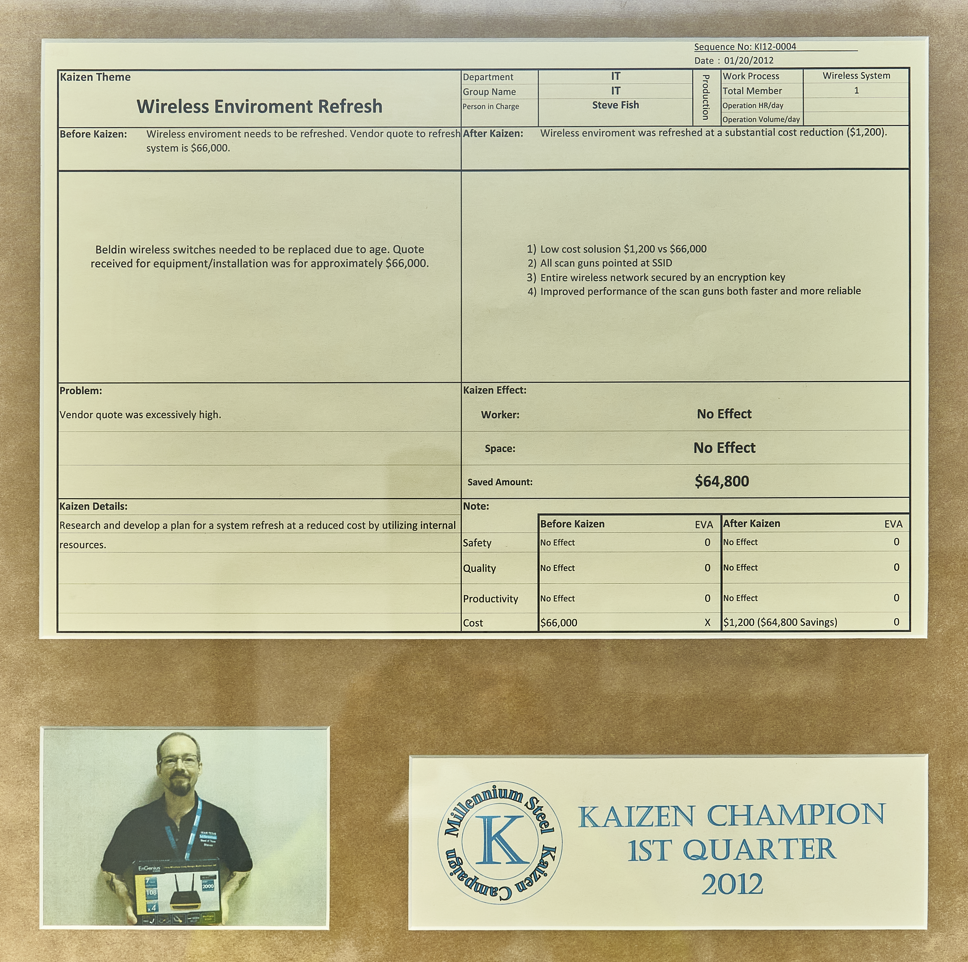 Sequence No: KI12-0004
Date : 01/20/2012
Kaizen Theme
Wireless Enviroment Refresh
Department IT
Group Name IT
Person in Charge Steve Fish
Production
Work Process Wireless System
Total Member 1
Operation HR/day
Operation Volume/day
Before Kaizen: Wireless enviroment needs to be refreshed. Vendor quote to refresh
system is $66,000.
After Kaizen: Wireless enviroment was refreshed at a substantial cost reduction ($1,200).
Beldin wireless switches needed to be replaced due to age. Quote
received for equipment/installation was for approximately $66,000.
1) Low cost solusion $1,200 vs $66,000
2) All scan guns pointed at SSID
3) Entire wireless network secured by an encryption key
4) Improved performance of the scan guns both faster and more reliable
Problem:
Vendor quote was excessively high.
Kaizen Effect:
Worker: No Effect
Space: No Effect
Saved Amount: $64,800
Kaizen Details:
Research and develop a plan for a system refresh at a reduced cost by utilizing internal
resources.
Note:
Before Kaizen EVA After Kaizen EVA
Safety No Effect 0 No Effect 0
Quality No Effect 0 No Effect 0
Productivity No Effect 0 No Effect 0
Cost $66,000 X $1,200 ($64,800 Savings) 0
EnGenius
Millennium Steel
K
Kaizen Campaign
KAIZEN CHAMPION
1ST QUARTER
2012